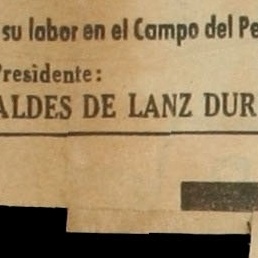 su labor en el Campo del Pe
Presidente:
ALDES DE LANZ DUR